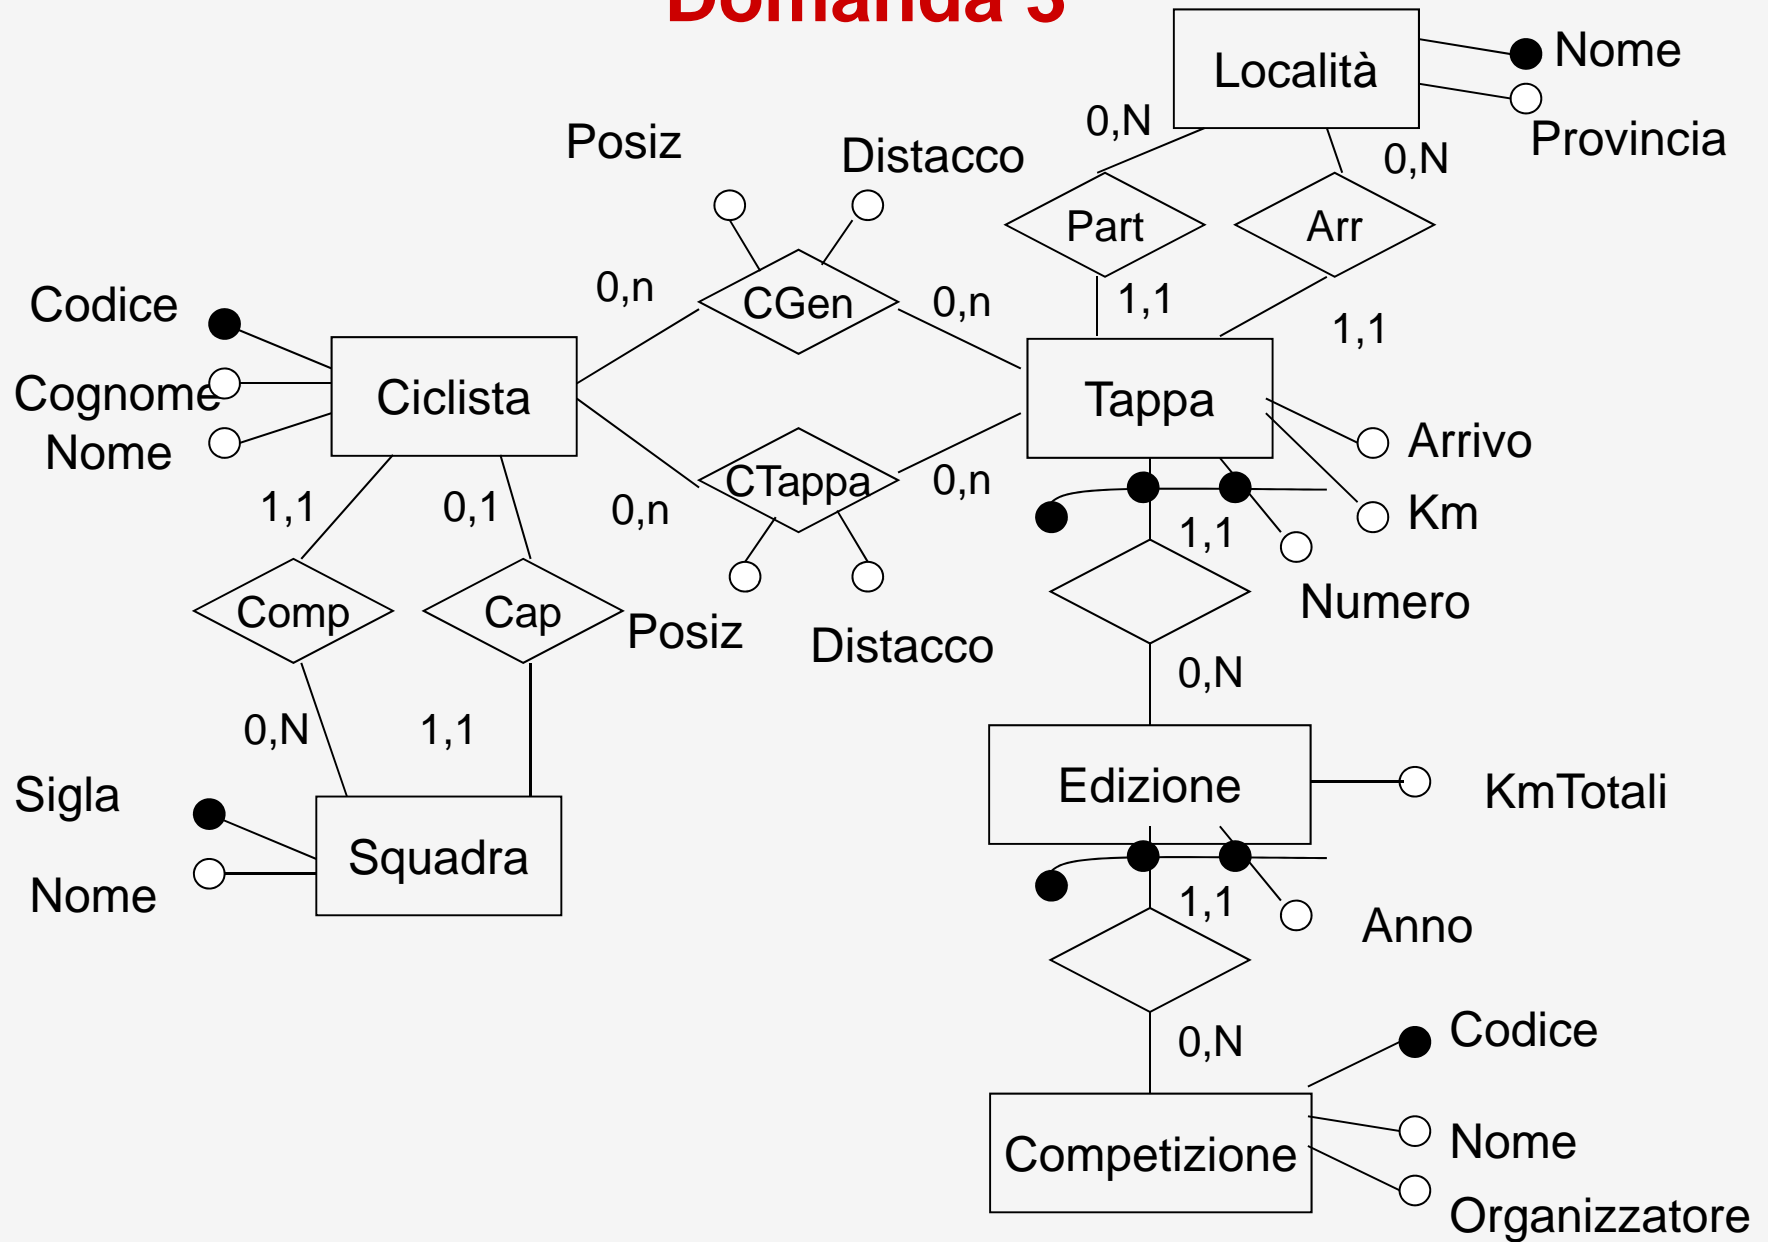 Domanda 3
Località
Nome
Provincia
0,N
0,N
Posiz
Distacco
Part
Arr
0,n
CGen
0,n
1,1
1,1
Codice
Cognome
Nome
Ciclista
Tappa
Arrivo
Km
1,1
0,1
0,n
CTappa
0,n
1,1
Numero
Comp
Cap
Posiz
Distacco
0,N
0,N
1,1
Sigla
Nome
Squadra
Edizione
KmTotali
1,1
Anno
0,N
Codice
Competizione
Nome
Organizzatore